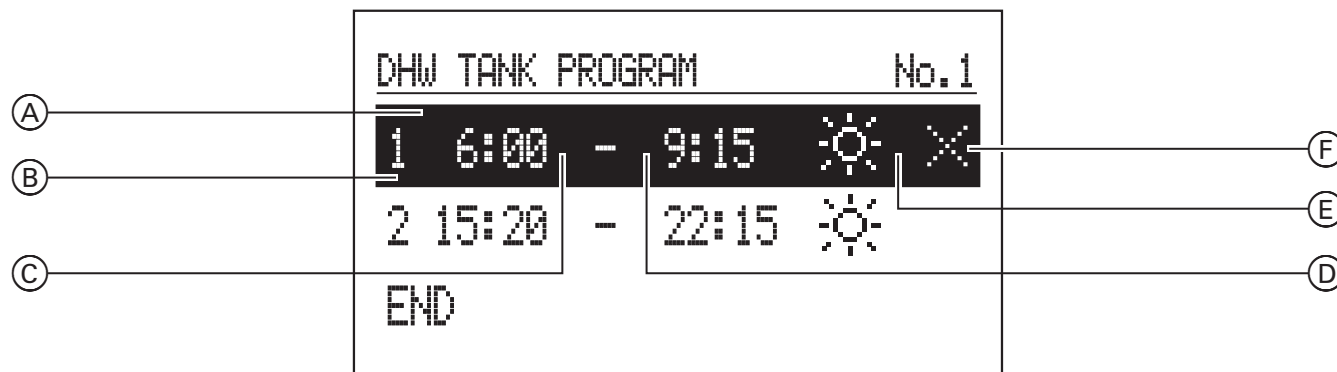 DHW TANK PROGRAM No.1
A
1 6:00 - 9:15
F
B
E
2 15:20 - 22:15
C
D
END